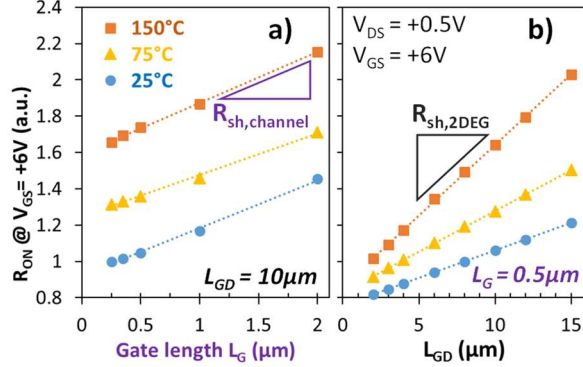 R_ON @ V_GS= +6V (a.u.)
2.4
2.2
2
1.8
1.6
1.4
1.2
1
0.8
150°C
75°C
25°C
a)
R_sh,channel
L_GD = 10µm
0 0.5 1 1.5 2
Gate length L_G (µm)
V_DS = +0.5V
V_GS = +6V
b)
R_sh,2DEG
L_G = 0.5µm
0 5 10 15
L_GD (µm)